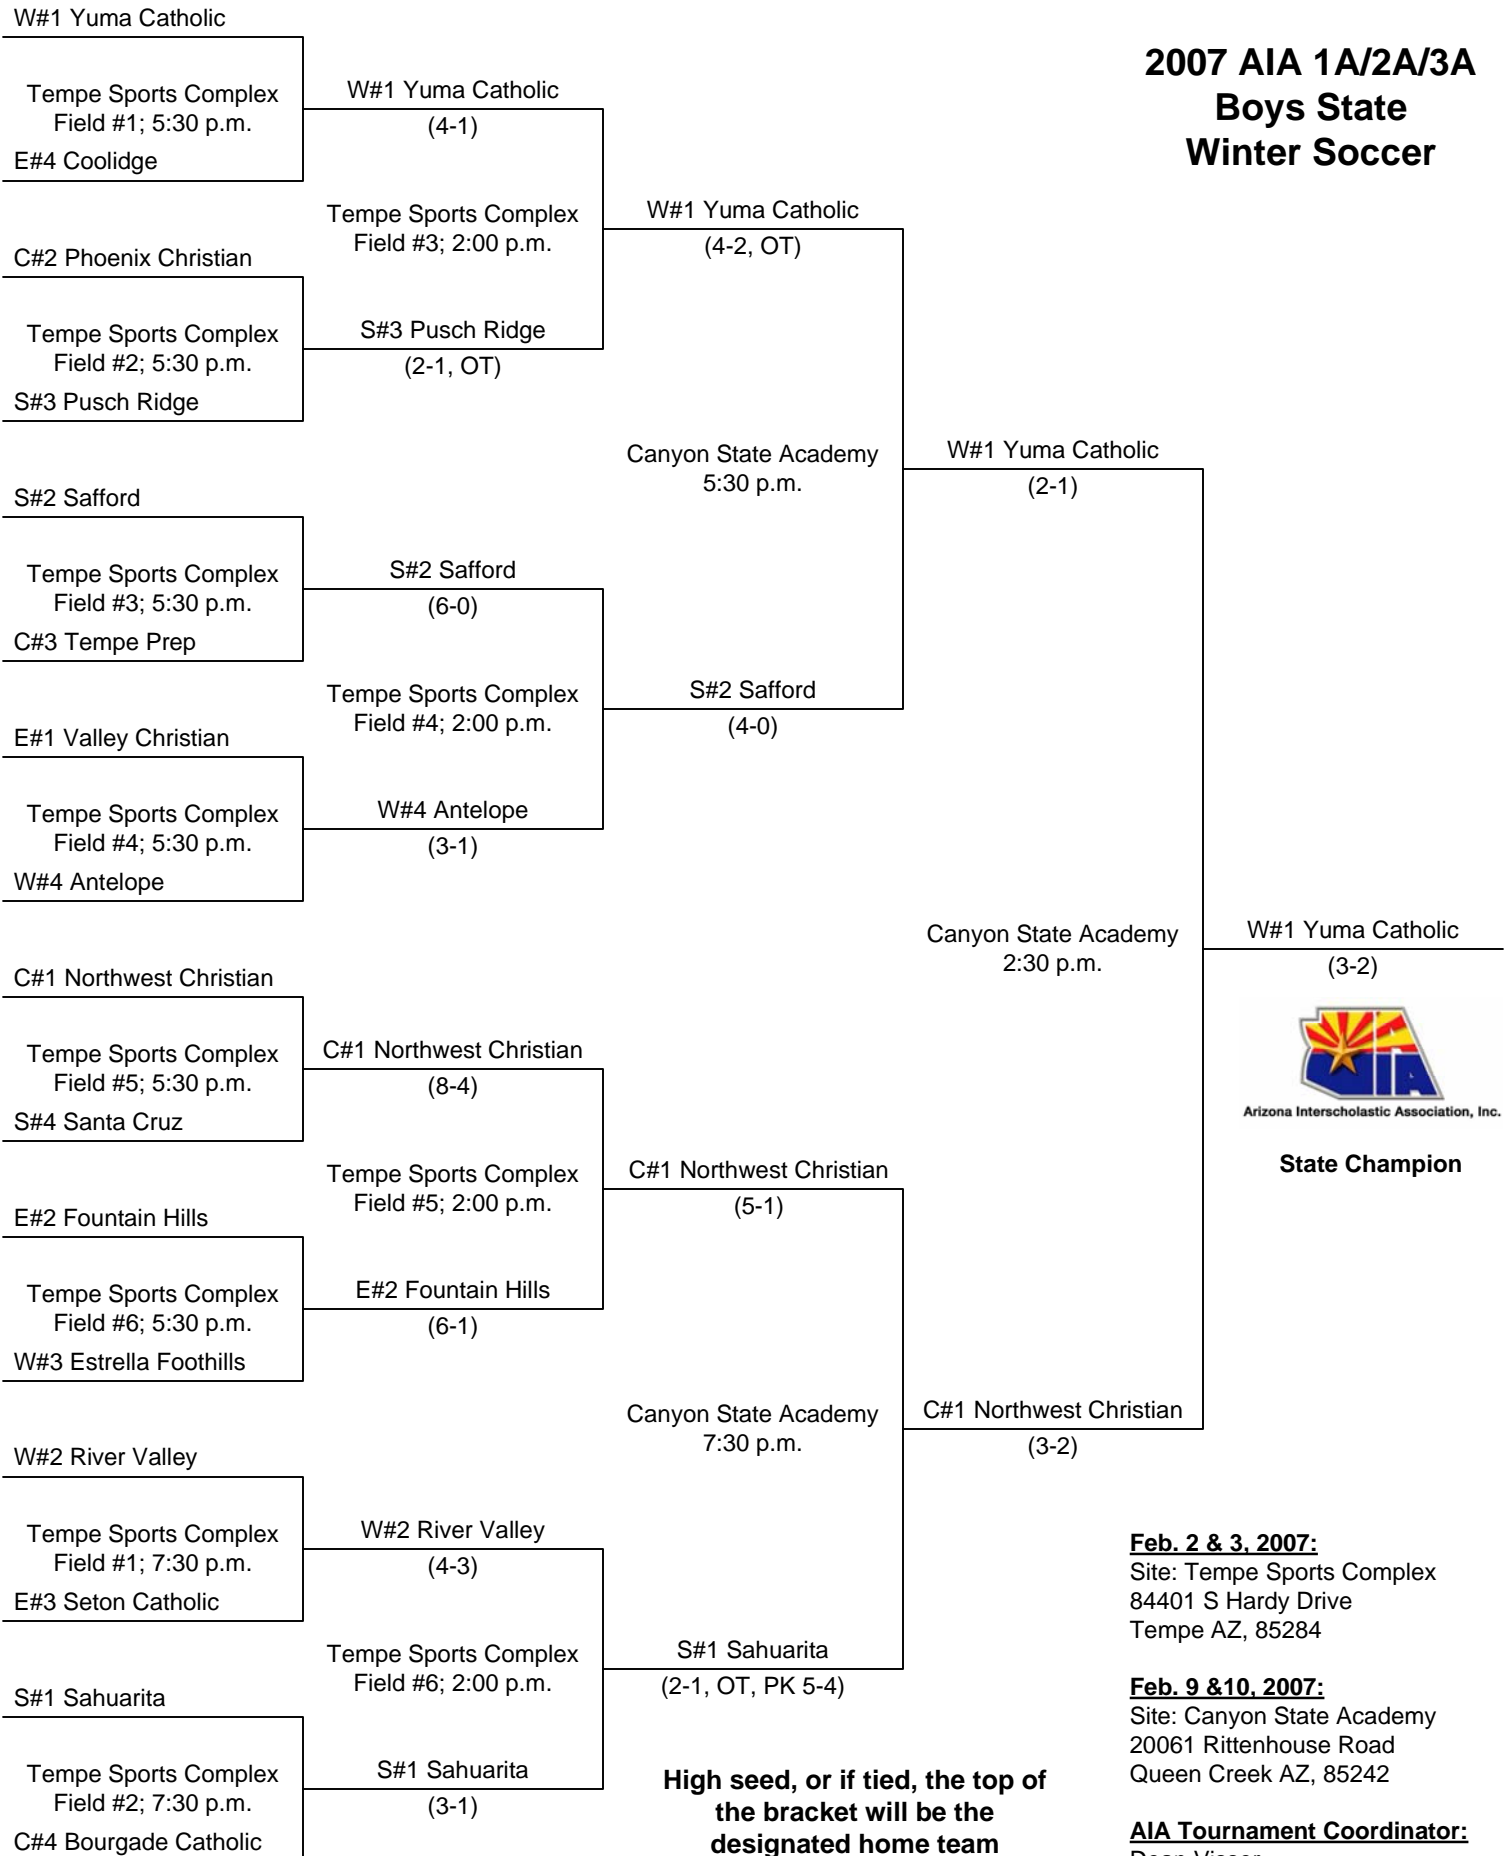 2007 AIA 1A/2A/3A
Boys State
Winter Soccer
W#1 Yuma Catholic
Tempe Sports Complex
Field #1; 5:30 p.m.
E#4 Coolidge
C#2 Phoenix Christian
Tempe Sports Complex
Field #2; 5:30 p.m.
S#3 Pusch Ridge
S#2 Safford
Tempe Sports Complex
Field #3; 5:30 p.m.
C#3 Tempe Prep
E#1 Valley Christian
Tempe Sports Complex
Field #4; 5:30 p.m.
W#4 Antelope
C#1 Northwest Christian
Tempe Sports Complex
Field #5; 5:30 p.m.
S#4 Santa Cruz
E#2 Fountain Hills
Tempe Sports Complex
Field #6; 5:30 p.m.
W#3 Estrella Foothills
W#2 River Valley
Tempe Sports Complex
Field #1; 7:30 p.m.
E#3 Seton Catholic
S#1 Sahuarita
Tempe Sports Complex
Field #2; 7:30 p.m.
C#4 Bourgade Catholic
W#1 Yuma Catholic
(4-1)
Tempe Sports Complex
Field #3; 2:00 p.m.
S#3 Pusch Ridge
(2-1, OT)
S#2 Safford
(6-0)
Tempe Sports Complex
Field #4; 2:00 p.m.
W#4 Antelope
(3-1)
C#1 Northwest Christian
(8-4)
Tempe Sports Complex
Field #5; 2:00 p.m.
E#2 Fountain Hills
(6-1)
W#2 River Valley
(4-3)
Tempe Sports Complex
Field #6; 2:00 p.m.
S#1 Sahuarita
(3-1)
W#1 Yuma Catholic
(4-2, OT)
Canyon State Academy
5:30 p.m.
S#2 Safford
(4-0)
C#1 Northwest Christian
(5-1)
Canyon State Academy
7:30 p.m.
S#1 Sahuarita
(2-1, OT, PK 5-4)
W#1 Yuma Catholic
(2-1)
Canyon State Academy
2:30 p.m.
C#1 Northwest Christian
(3-2)
W#1 Yuma Catholic
(3-2)
AIA
Arizona Interscholastic Association, Inc.
State Champion
High seed, or if tied, the top of
the bracket will be the
designated home team
Feb. 2 & 3, 2007:
Site: Tempe Sports Complex
84401 S Hardy Drive
Tempe AZ, 85284
Feb. 9 &10, 2007:
Site: Canyon State Academy
20061 Rittenhouse Road
Queen Creek AZ, 85242
AIA Tournament Coordinator: